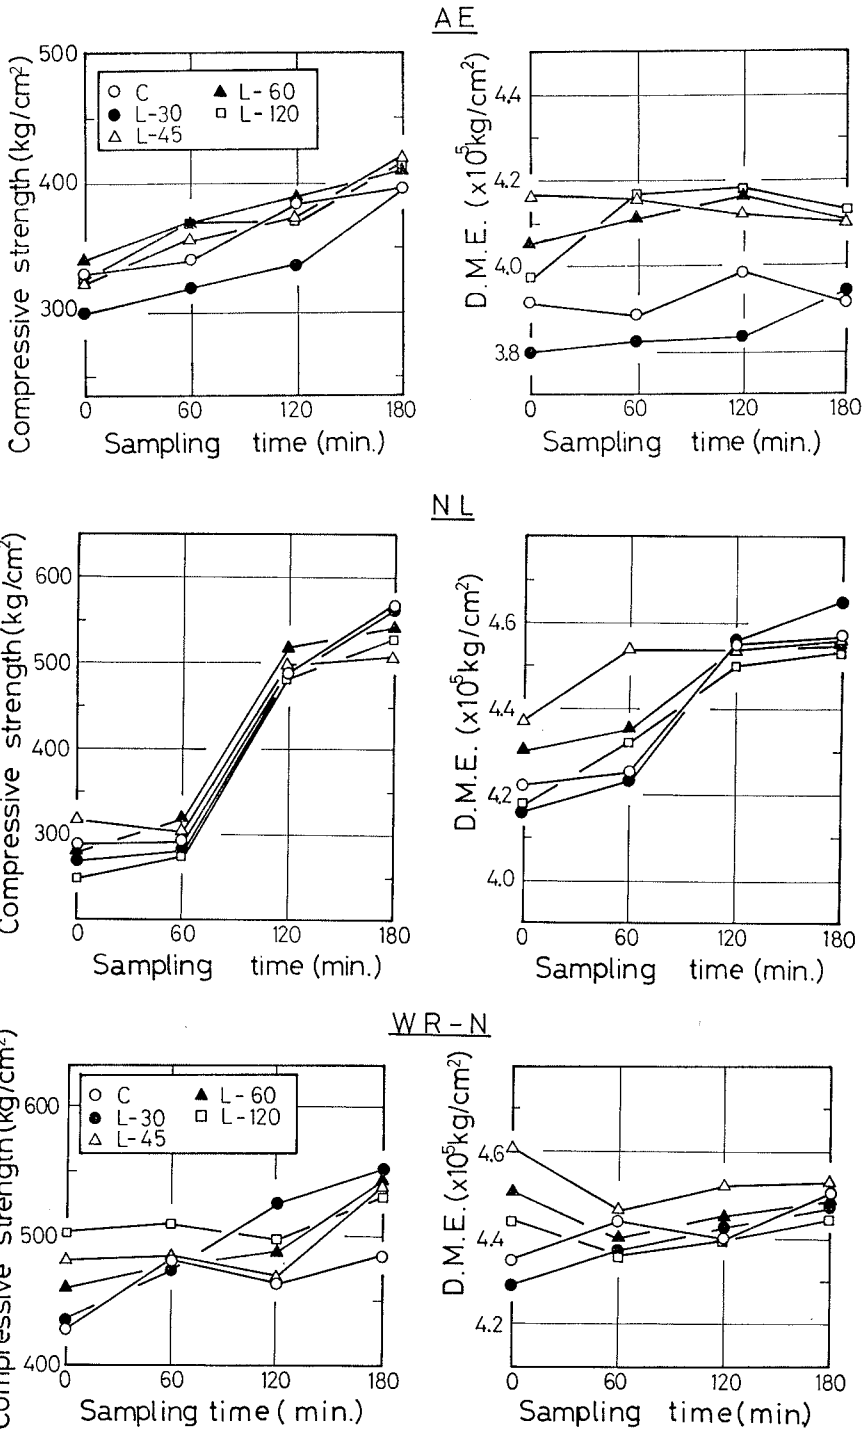 AE
Compressive strength (kg/cm²)
500
400
300
C
L-30
L-45
L-60
L-120
0 60 120 180
Sampling time (min.)
D.M.E. (x10⁵kg/cm²)
4.4
4.2
4.0
3.8
0 60 120 180
Sampling time (min.)
NL
Compressive strength (kg/cm²)
600
500
400
300
0 60 120 180
Sampling time (min.)
D.M.E. (x10⁵kg/cm²)
4.6
4.4
4.2
4.0
0 60 120 180
Sampling time (min.)
WR-N
Compressive strength (kg/cm²)
600
500
400
C
L-30
L-45
L-60
L-120
0 60 120 180
Sampling time (min.)
D.M.E. (x10⁵kg/cm²)
4.6
4.4
4.2
0 60 120 180
Sampling time (min)